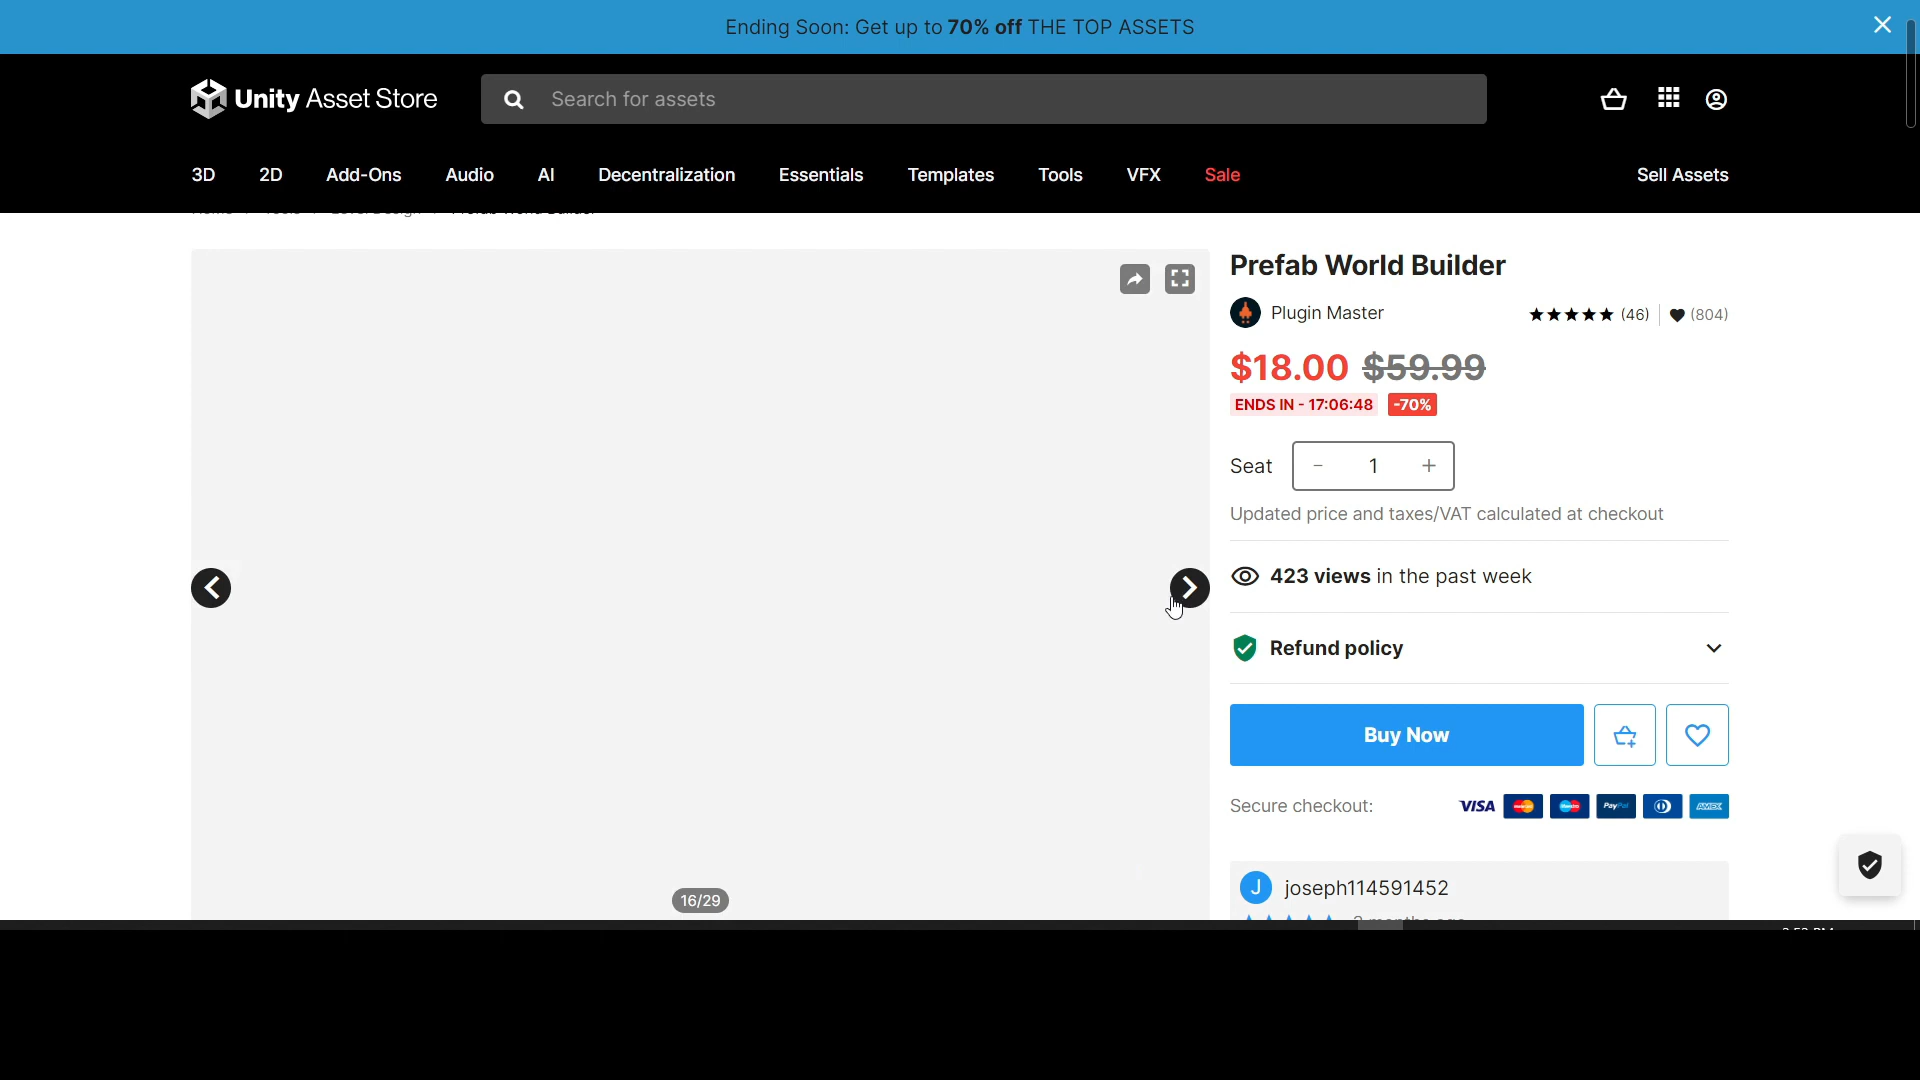 Ending Soon: Get up to 70% off THE TOP ASSETS
Unity Asset Store
Search for assets
3D 2D Add-Ons Audio AI Decentralization Essentials Templates Tools VFX Sale Sell Assets
Prefab World Builder
Plugin Master (46) (804)
$18.00 $59.99
ENDS IN - 17:06:48 -70%
Seat - 1 +
Updated price and taxes/VAT calculated at checkout
423 views in the past week
Refund policy
Buy Now
Secure checkout: VISA PayPal AMEX
16/29
J joseph114591452